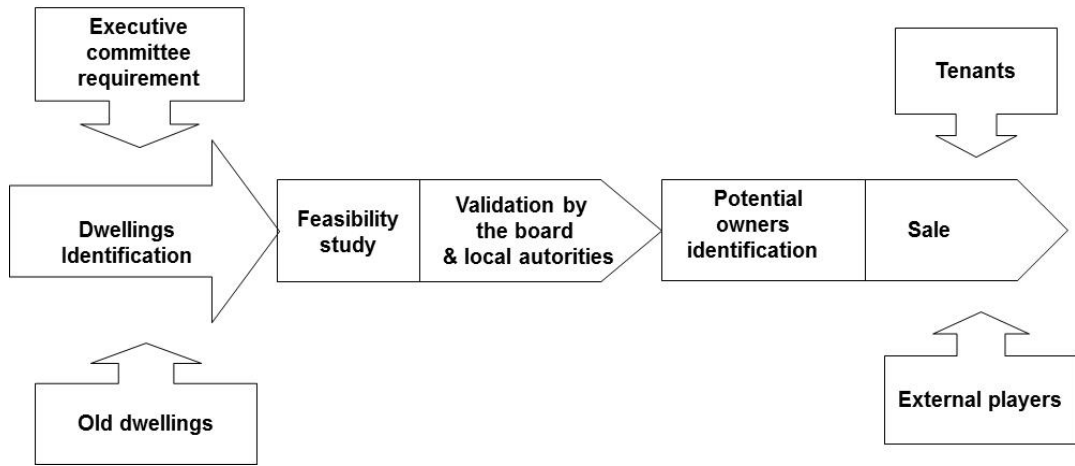 Executive
committee
requirement
Tenants
Dwellings
Identification
Feasibility
study
Validation by
the board
& local autorities
Potential
owners
identification
Sale
Old dwellings
External players